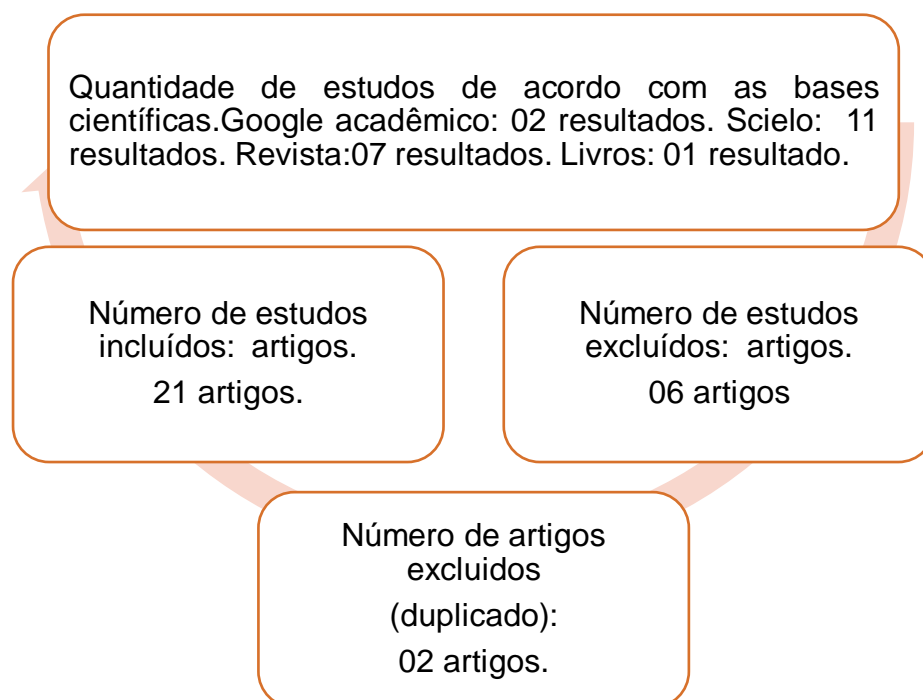 Quantidade de estudos de acordo com as bases
científicas.Google acadêmico: 02 resultados. Scielo: 11
resultados. Revista:07 resultados. Livros: 01 resultado.
Número de estudos
incluídos: artigos.
21 artigos.
Número de estudos
excluídos: artigos.
06 artigos
Número de artigos
excluidos
(duplicado):
02 artigos.